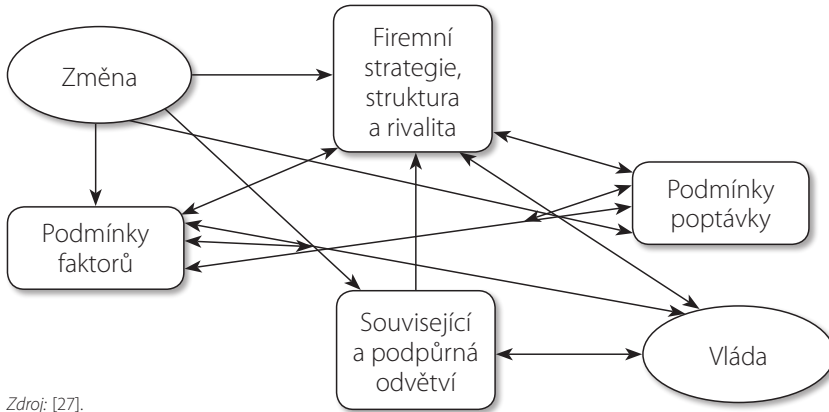 Změna
Firemní
strategie,
struktura
a rivalita
Podmínky
faktorů
Podmínky
poptávky
Související
a podpůrná
odvětví
Vláda
Zdroj: [27].